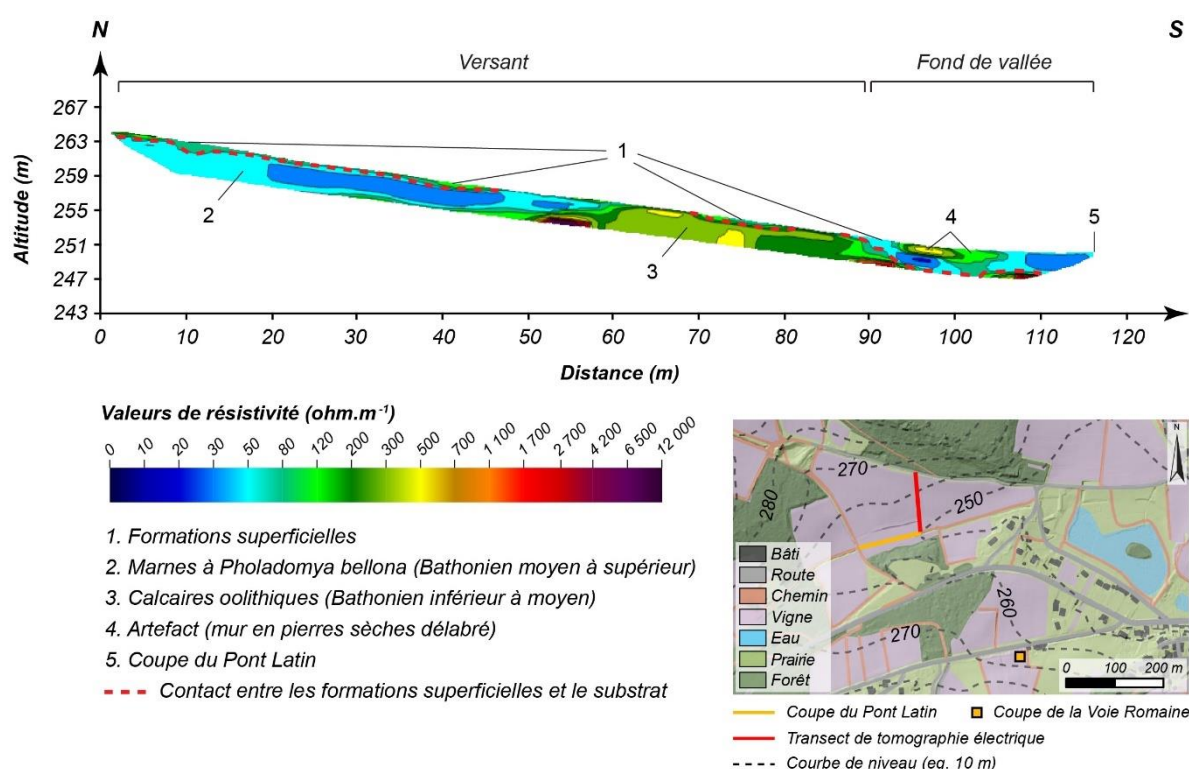 N
S
Versant
Fond de vallée
Altitude (m)
267
263
259
255
251
247
243
1
2
3
4
5
0 10 20 30 40 50 60 70 80 90 100 110 120
Distance (m)
Valeurs de résistivité (ohm.m⁻¹)
0 10 20 30 50 80 120 200 300 500 700 1 100 1 700 2 700 4 200 6 500 12 000
1. Formations superficielles
2. Marnes à Pholadomya bellona (Bathonien moyen à supérieur)
3. Calcaires oolithiques (Bathonien inférieur à moyen)
4. Artefact (mur en pierres sèches délabré)
5. Coupe du Pont Latin
Contact entre les formations superficielles et le substrat
N
270
280
250
260
270
Bâti
Route
Chemin
Vigne
Eau
Prairie
Forêt
0 100 200 m
Coupe du Pont Latin
Coupe de la Voie Romaine
Transect de tomographie électrique
Courbe de niveau (eq. 10 m)